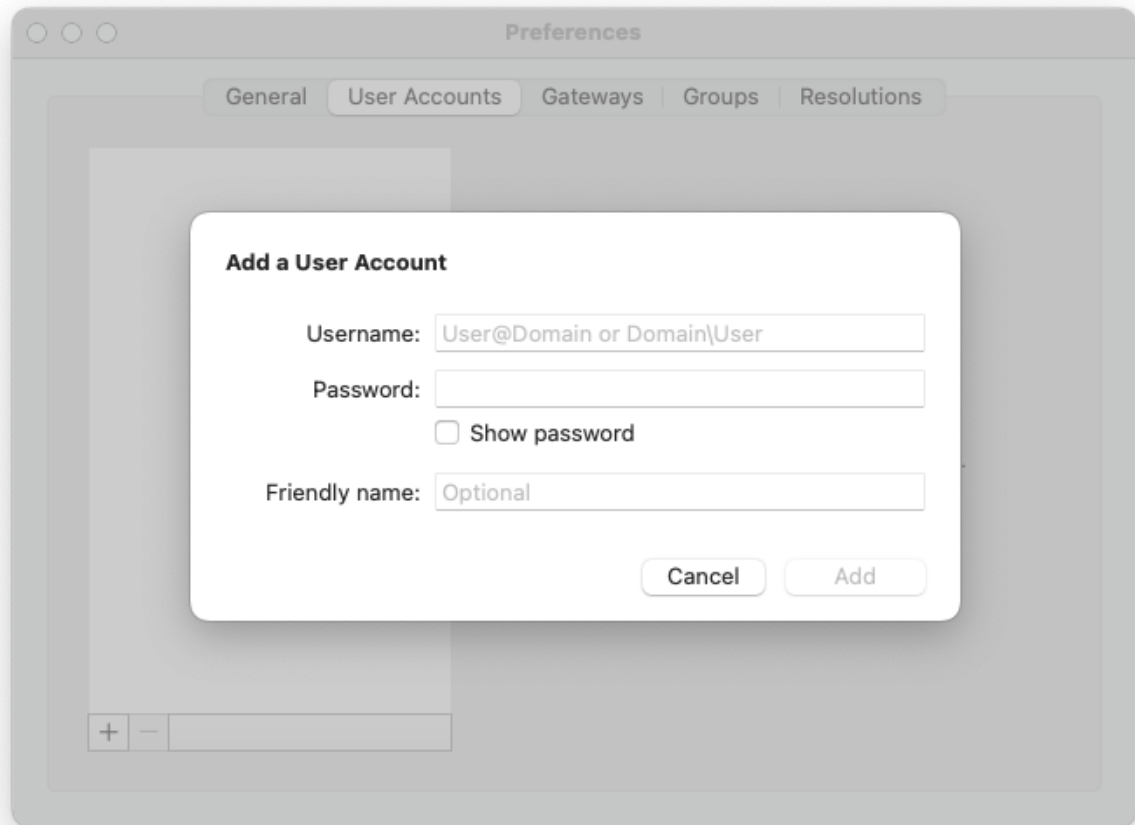 Preferences
General User Accounts Gateways Groups Resolutions
Add a User Account
Username: User@Domain or Domain\User
Password:
Show password
Friendly name: Optional
Cancel Add